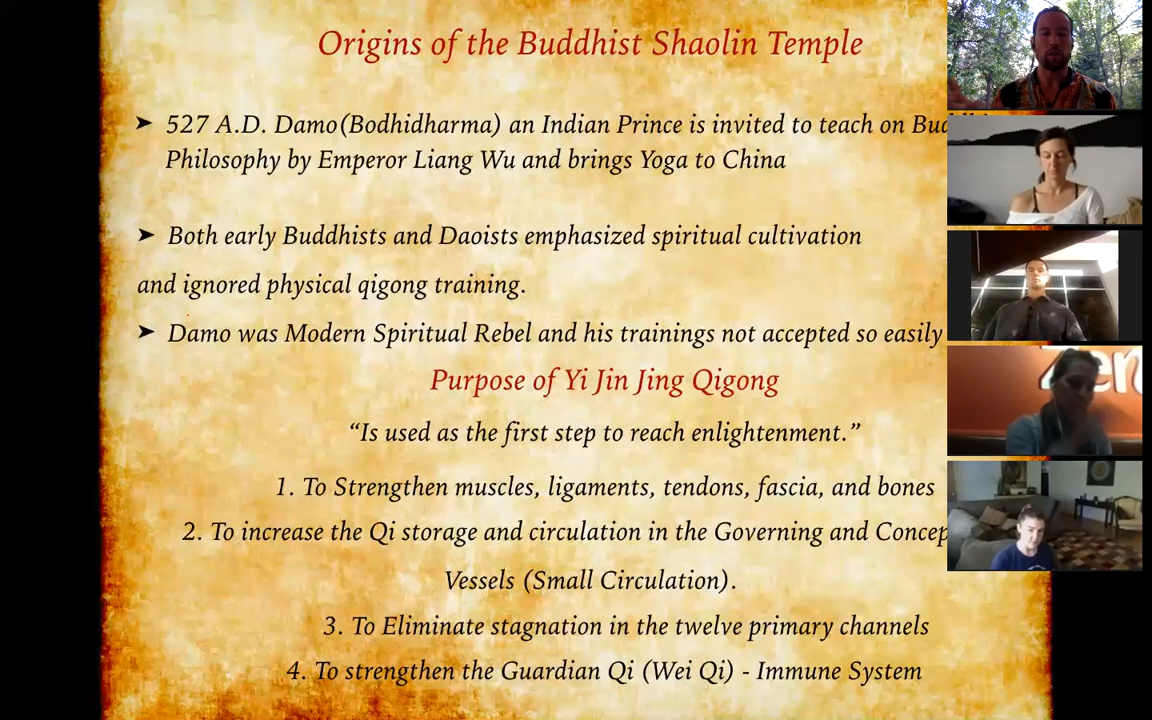 Origins of the Buddhist Shaolin Temple
➤ 527 A.D. Damo(Bodhidharma) an Indian Prince is invited to teach on
Philosophy by Emperor Liang Wu and brings Yoga to China
➤ Both early Buddhists and Daoists emphasized spiritual cultivation
and ignored physical qigong training.
➤ Damo was Modern Spiritual Rebel and his trainings not accepted so easily
Purpose of Yi Jin Jing Qigong
“Is used as the first step to reach enlightenment.”
1. To Strengthen muscles, ligaments, tendons, fascia, and bones
2. To increase the Qi storage and circulation in the Governing and
Vessels (Small Circulation).
3. To Eliminate stagnation in the twelve primary channels
4. To strengthen the Guardian Qi (Wei Qi) - Immune System